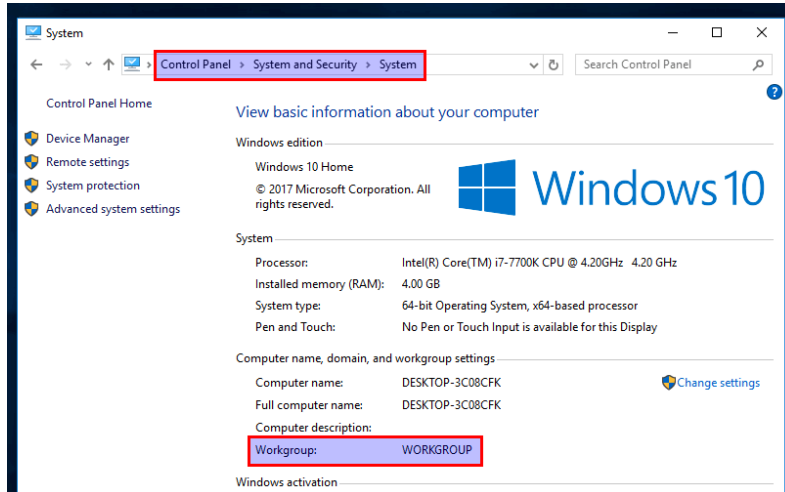 System
Control Panel > System and Security > System
Search Control Panel
?
Control Panel Home
Device Manager
Remote settings
System protection
Advanced system settings
View basic information about your computer
Windows edition
Windows 10 Home
© 2017 Microsoft Corporation. All
rights reserved.
Windows 10
System
Processor: Intel(R) Core(TM) i7-7700K CPU @ 4.20GHz 4.20 GHz
Installed memory (RAM): 4.00 GB
System type: 64-bit Operating System, x64-based processor
Pen and Touch: No Pen or Touch Input is available for this Display
Computer name, domain, and workgroup settings
Computer name: DESKTOP-3C08CFK
Change settings
Full computer name: DESKTOP-3C08CFK
Computer description:
Workgroup: WORKGROUP
Windows activation